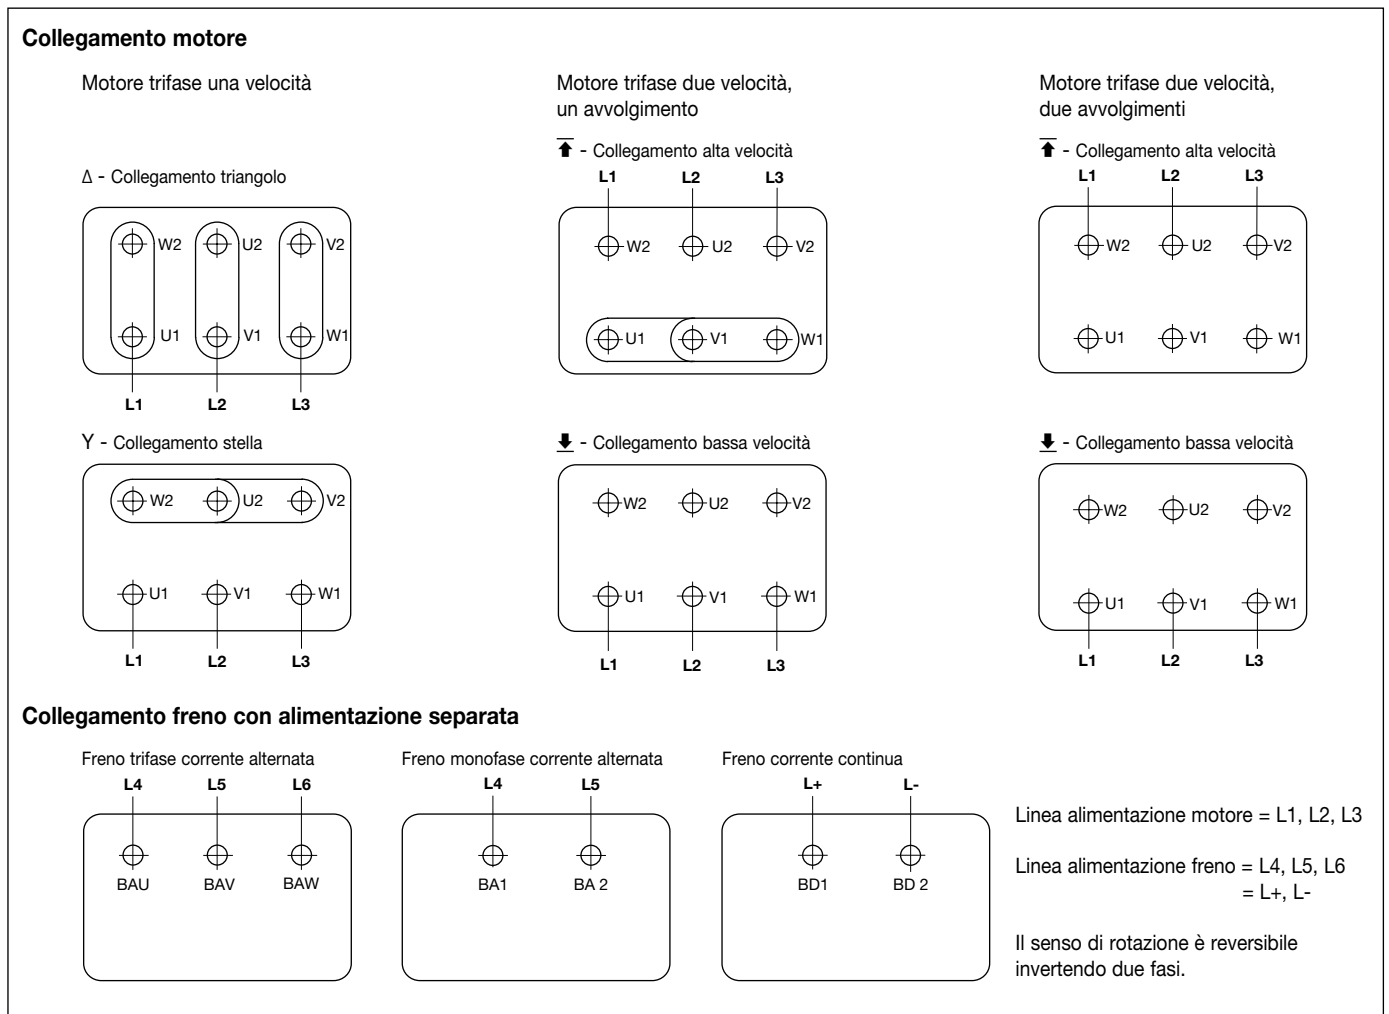 Collegamento motore
Motore trifase una velocità
Δ - Collegamento triangolo
W2 U2 V2
U1 V1 W1
L1 L2 L3
Y - Collegamento stella
W2 U2 V2
U1 V1 W1
L1 L2 L3
Motore trifase due velocità,
un avvolgimento
- Collegamento alta velocità
L1 L2 L3
W2 U2 V2
U1 V1 W1
- Collegamento bassa velocità
W2 U2 V2
U1 V1 W1
L1 L2 L3
Motore trifase due velocità,
due avvolgimenti
- Collegamento alta velocità
L1 L2 L3
W2 U2 V2
U1 V1 W1
- Collegamento bassa velocità
W2 U2 V2
U1 V1 W1
L1 L2 L3
Collegamento freno con alimentazione separata
Freno trifase corrente alternata
L4 L5 L6
BAU BAV BAW
Freno monofase corrente alternata
L4 L5
BA1 BA 2
Freno corrente continua
L+ L-
BD1 BD 2
Linea alimentazione motore = L1, L2, L3
Linea alimentazione freno = L4, L5, L6
= L+, L-
Il senso di rotazione è reversibile
invertendo due fasi.